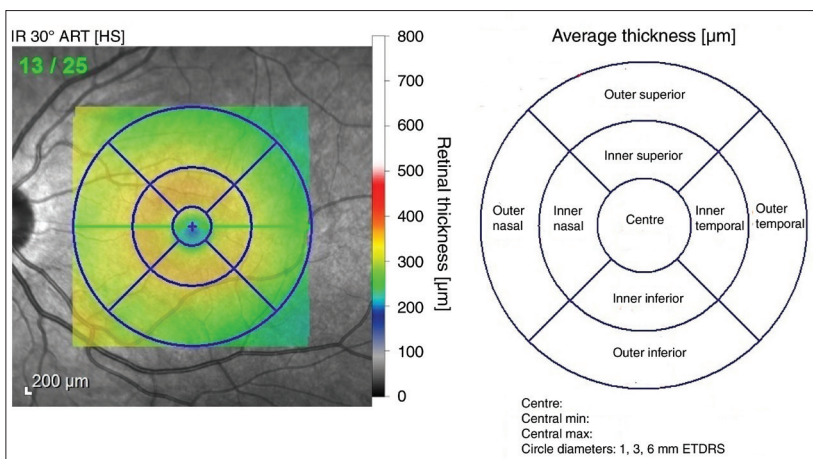 IR 30° ART [HS]
13 / 25
200 µm
800
700
600
500
400
300
200
100
0
Retinal thickness [µm]
Average thickness [µm]
Outer superior
Inner superior
Outer nasal
Inner nasal
Centre
Inner temporal
Outer temporal
Inner inferior
Outer inferior
Centre:
Central min:
Central max:
Circle diameters: 1, 3, 6 mm ETDRS